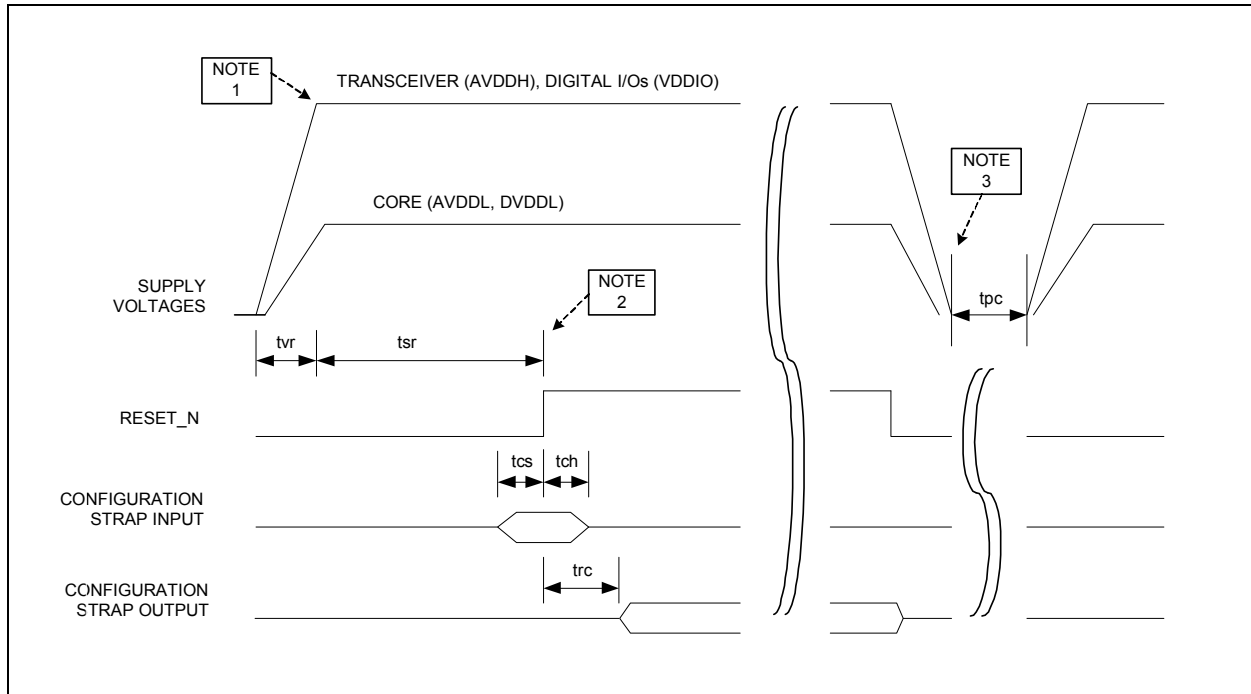 NOTE
1
TRANSCEIVER (AVDDH), DIGITAL I/Os (VDDIO)
NOTE
3
CORE (AVDDL, DVDDL)
SUPPLY
VOLTAGES
NOTE
2
tpc
tvr
tsr
RESET_N
tcs
tch
CONFIGURATION
STRAP INPUT
trc
CONFIGURATION
STRAP OUTPUT